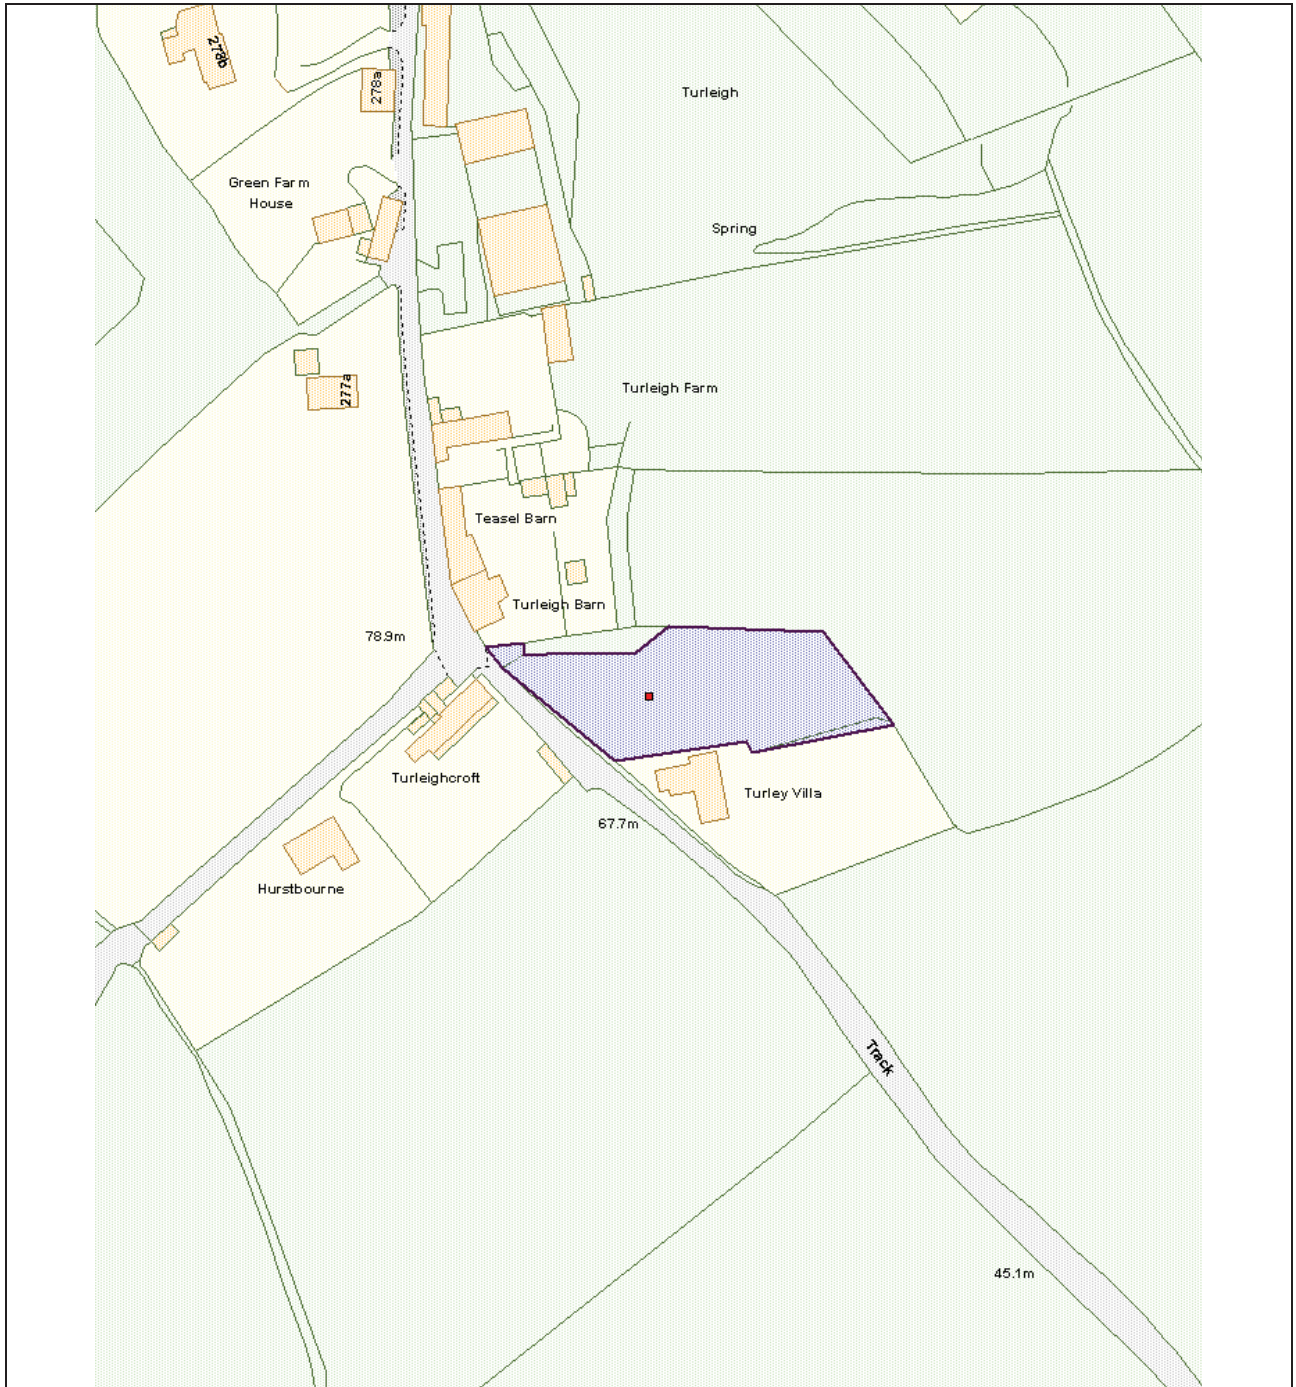 278b
278a
Turleigh
Green Farm
House
Spring
277a
Turleigh Farm
Teasel Barn
Turleigh Barn
78.9m
Turleighcroft
Turley Villa
67.7m
Hurstbourne
Track
45.1m